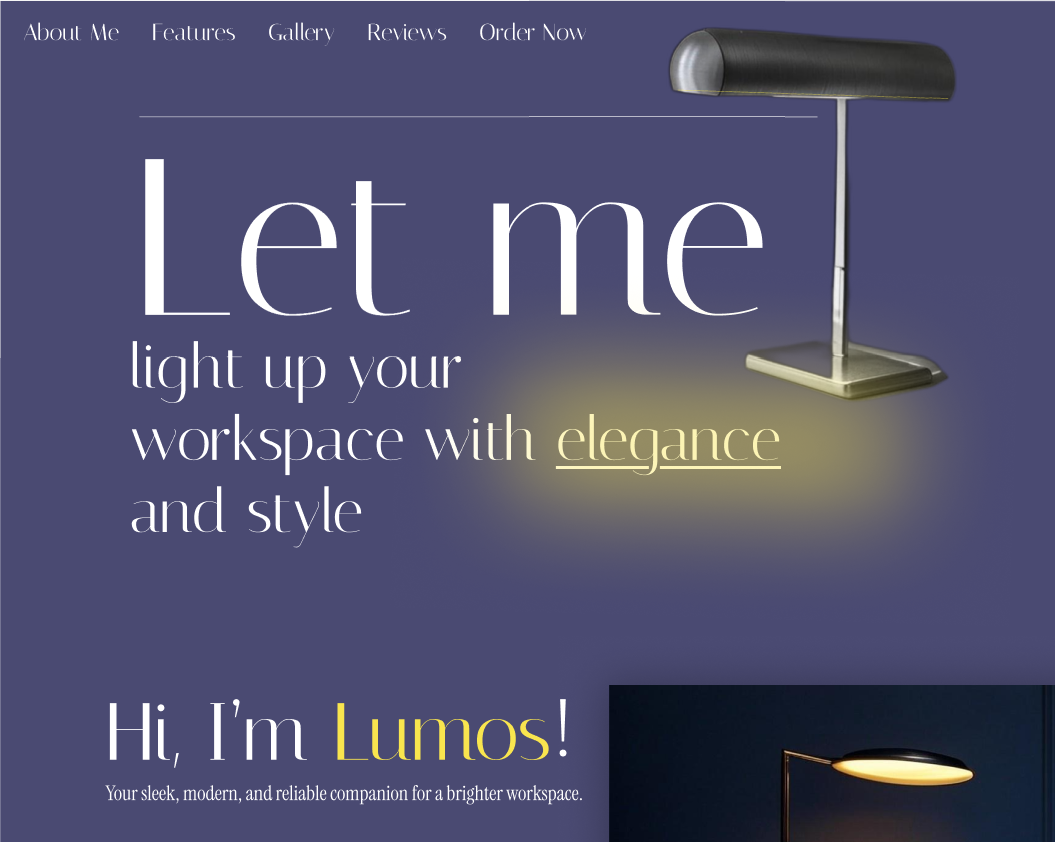 About Me Features Gallery Reviews Order Now
Let me
light up your
workspace with elegance
and style
Hi, I’m Lumos!
Your sleek, modern, and reliable companion for a brighter workspace.